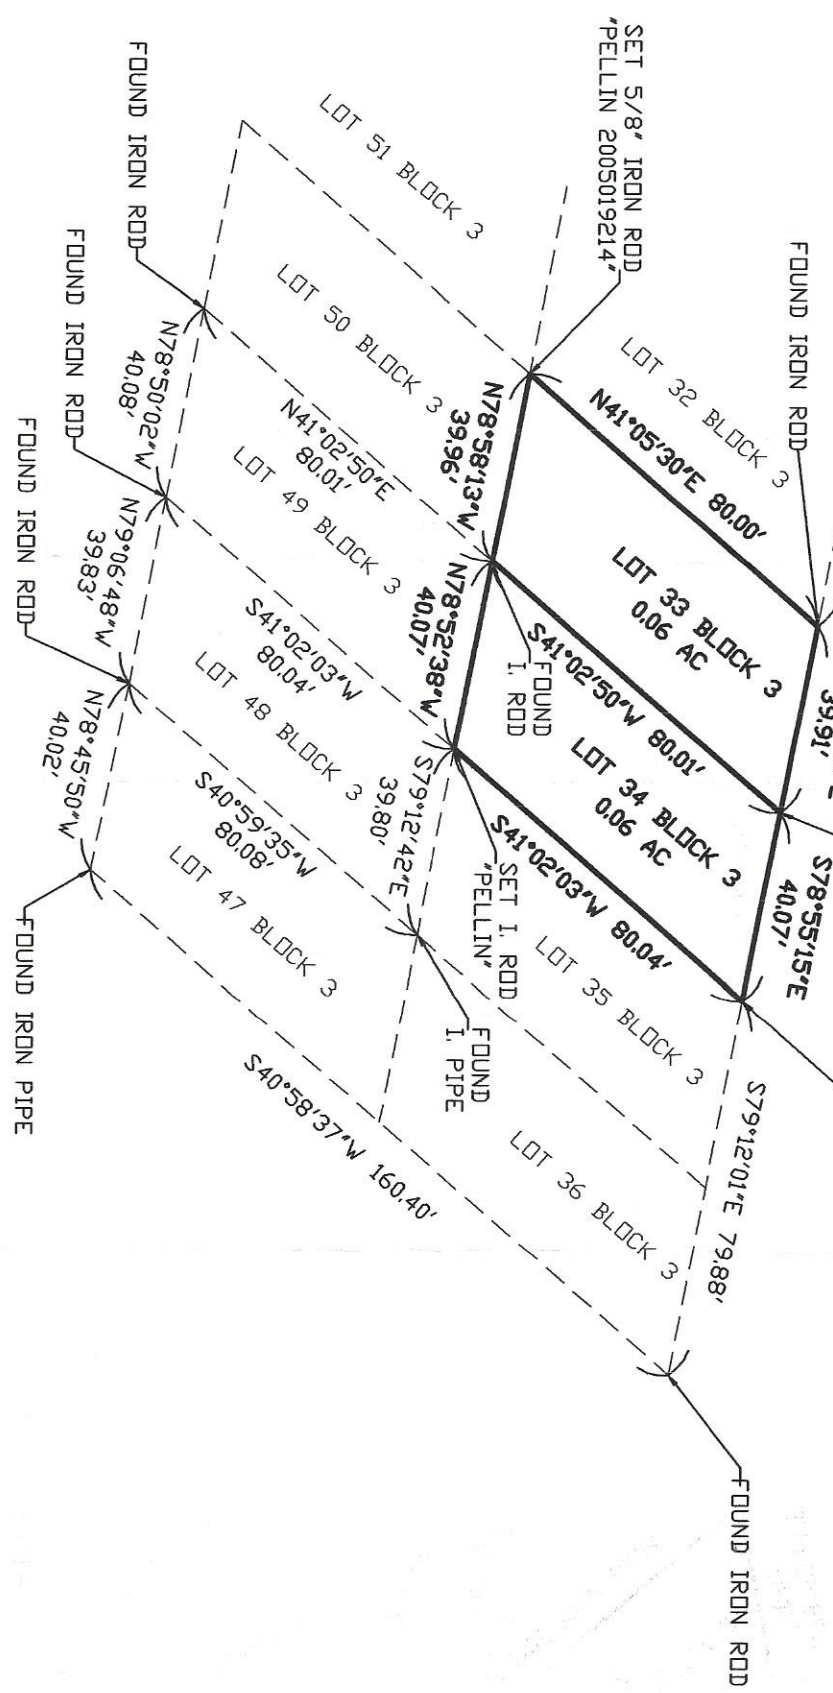 SET 5/8" IRON ROD
"PELLIN 2005019214"
FOUND IRON ROD
FOUND IRON ROD
LOT 51 BLOCK 3
LOT 32 BLOCK 3
N41°05'30"E 80.00'
FOUND IRON ROD
LOT 50 BLOCK 3
N78°58'13"W
39.96'
LOT 33 BLOCK 3
0.06 AC
39.91'
N78°50'02"W
40.08'
N41°02'50"E
80.01'
S41°02'50"W 80.01'
FOUND IRON ROD
LOT 49 BLOCK 3
N78°52'38"W
40.07'
FOUND
I. ROD
LOT 34 BLOCK 3
0.06 AC
S78°55'15"E
40.07'
N79°06'48"W
39.83'
S41°02'03"W
80.04'
S41°02'03"W 80.04'
LOT 48 BLOCK 3
S79°12'42"E
39.80'
SET I. ROD
"PELLIN"
LOT 35 BLOCK 3
N78°45'50"W
40.02'
S40°59'35"W
80.08'
LOT 47 BLOCK 3
FOUND
I. PIPE
LOT 36 BLOCK 3
S79°12'01"E 79.88'
FOUND IRON PIPE
S40°58'37"W 160.40'
FOUND IRON ROD